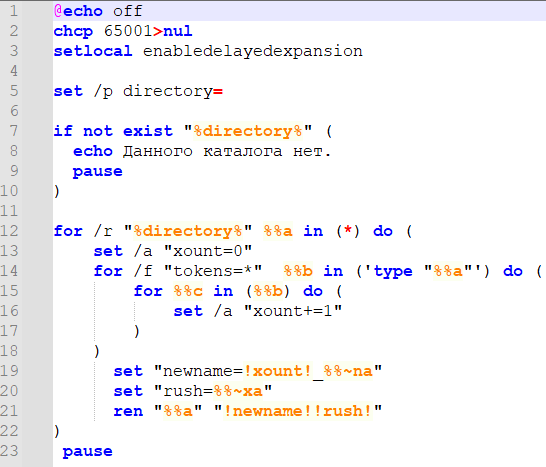 1 @echo off
2 chcp 65001>nul
3 setlocal enabledelayedexpansion
4
5 set /p directory=
6
7 if not exist "%directory%" (
8   echo Данного каталога нет.
9   pause
10 )
11
12 for /r "%directory%" %%a in (*) do (
13     set /a "xount=0"
14     for /f "tokens=*"  %%b in ('type "%%a"') do (
15         for %%c in (%%b) do (
16             set /a "xount+=1"
17         )
18     )
19       set "newname=!xount!_%%~na"
20       set "rush=%%~xa"
21       ren "%%a" "!newname!!rush!"
22 )
23  pause